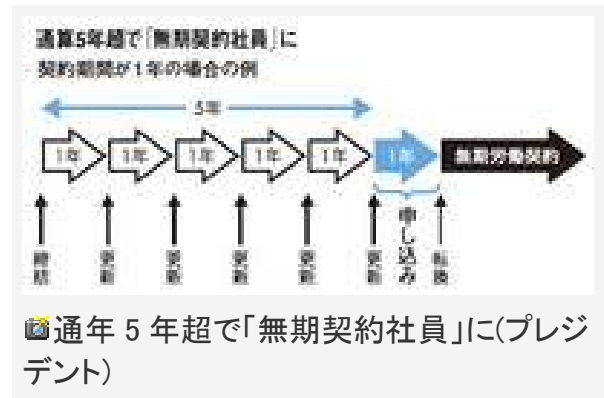 通算5年超で「無期契約社員」に
契約期間が1年の場合の例
5年
1年 1年 1年 1年 1年 1年 無期労働契約
締結 更新 更新 更新 更新 更新 申し込み 転換
通年 5 年超で「無期契約社員」に(プレジ
デント)